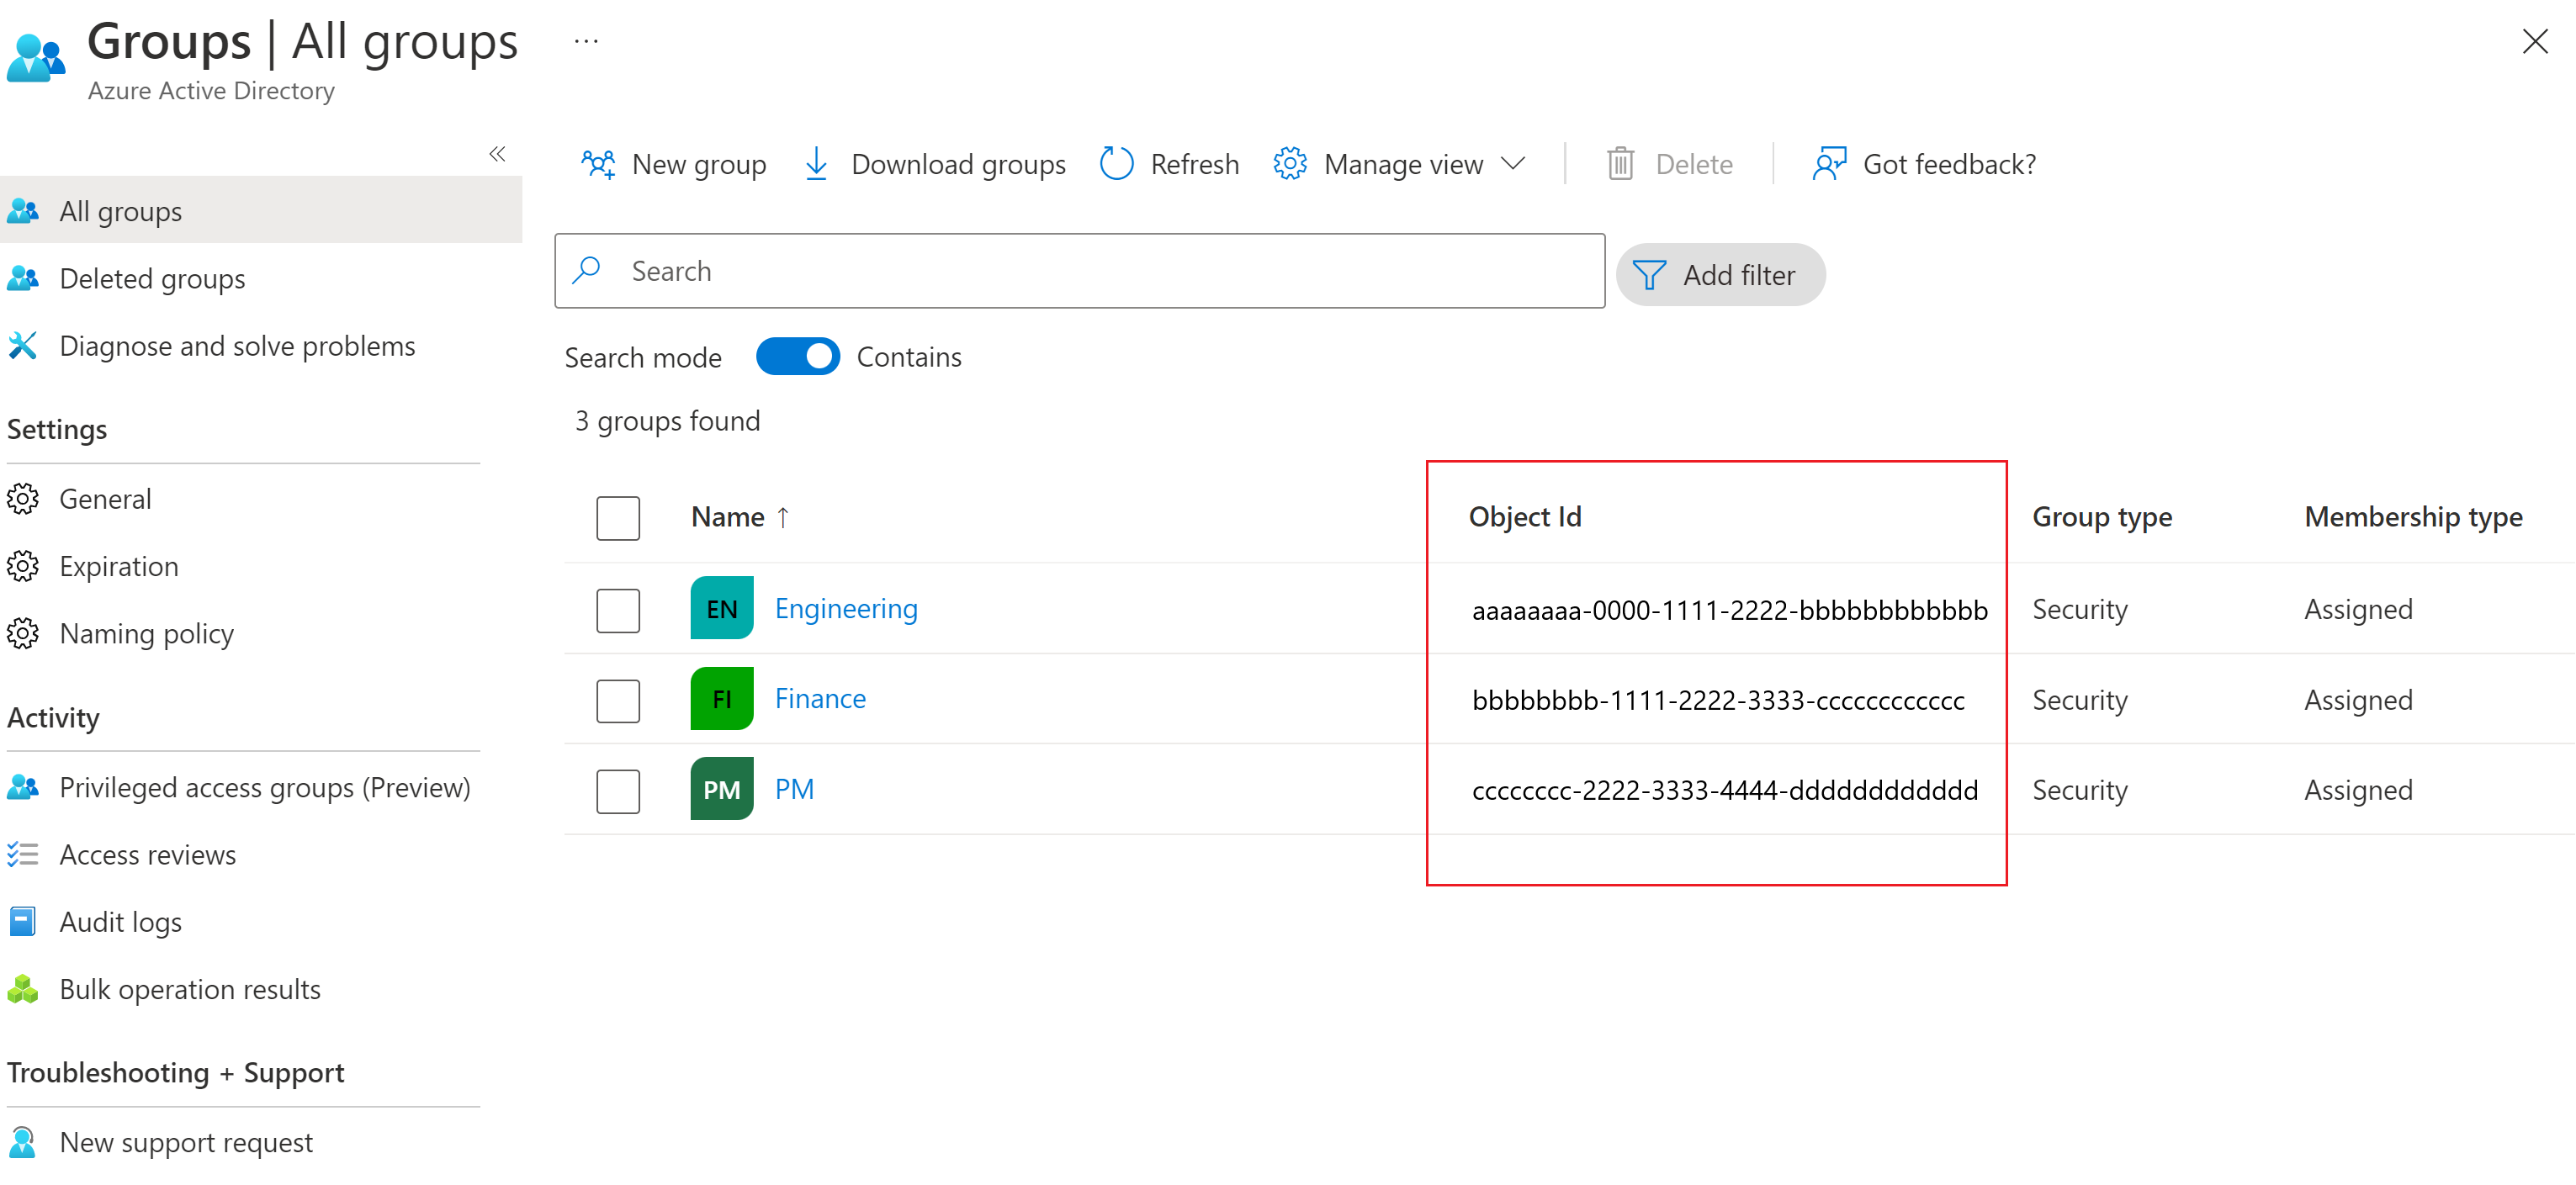 Groups | All groups ...
Azure Active Directory
All groups
Deleted groups
Diagnose and solve problems
Settings
General
Expiration
Naming policy
Activity
Privileged access groups (Preview)
Access reviews
Audit logs
Bulk operation results
Troubleshooting + Support
New support request
New group Download groups Refresh Manage view Delete Got feedback?
Search Add filter
Search mode Contains
3 groups found
Name ↑ Object Id Group type Membership type
EN Engineering aaaaaaaa-0000-1111-2222-bbbbbbbbbbbb Security Assigned
FI Finance bbbbbbbb-1111-2222-3333-cccccccccccc Security Assigned
PM PM cccccccc-2222-3333-4444-dddddddddddd Security Assigned